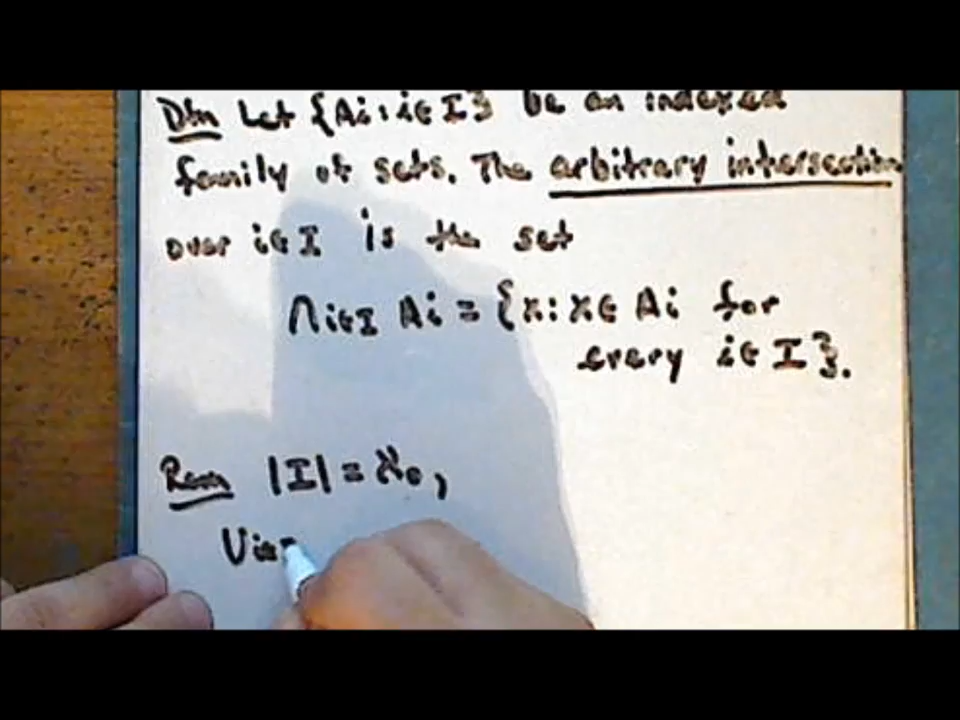 Dfn Let {Ai : i∈I} be an indexed
family of sets. The arbitrary intersection
over i∈I is the set
∩i∈I Ai = {x : x∈Ai for
every i∈I}.
Rem |I| = ℵ₀,
∪i∈